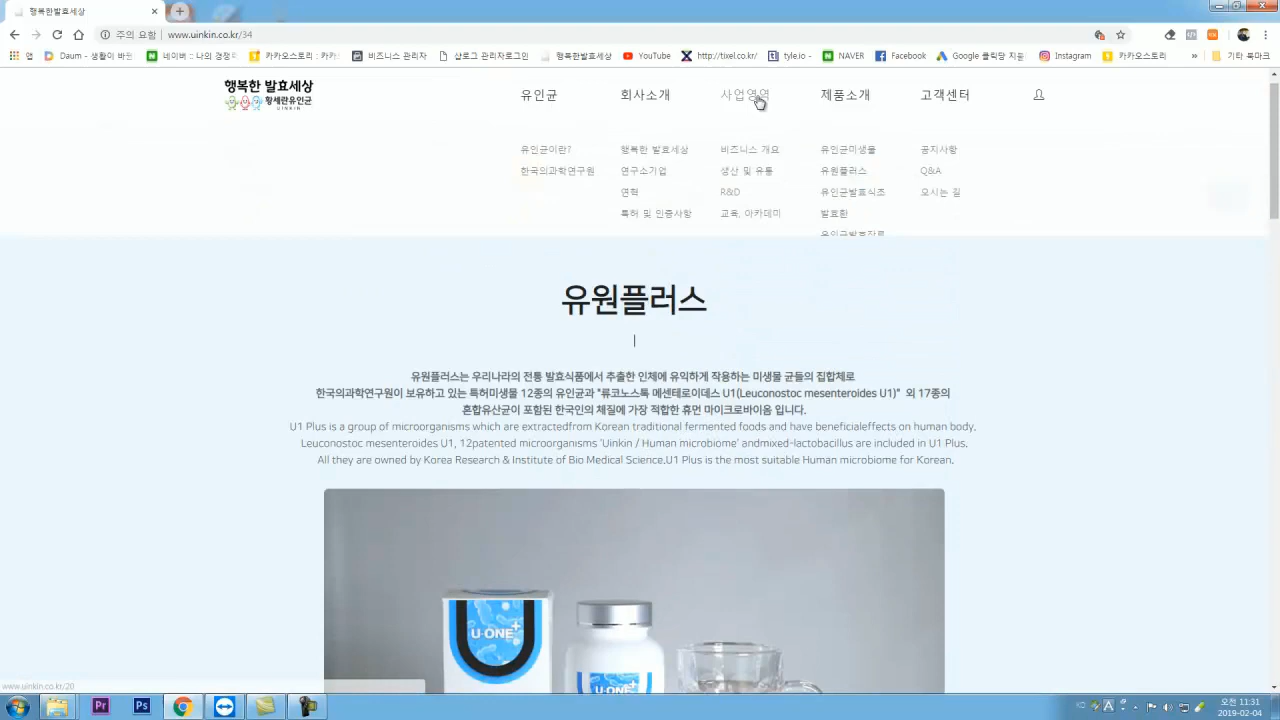 행복한발효세상
주의 요함 | www.uinkin.co.kr/34
앱
Daum - 생활이 바뀐
네이버 :: 나의 경쟁력
카카오스토리 : 카카
비즈니스 관리자
샵로그 관리자로그인
행복한발효세상
YouTube
http://tixel.co.kr/
tyle.io -
NAVER
Facebook
Google 클릭당 지불
Instagram
카카오스토리
기타 북마크
행복한 발효세상
황세란유인균
UINKIN
유인균 회사소개 사업영역 제품소개 고객센터
유인균이란? 행복한 발효세상 비즈니스 개요 유인균미생물 공지사항
한국의과학연구원 연구소기업 생산 및 유통 유원플러스 Q&A
연혁 R&D 유인균발효식초 오시는 길
특허 및 인증사항 교육, 아카데미 발효환
유인균발효장류
유원플러스
유원플러스는 우리나라의 전통 발효식품에서 추출한 인체에 유익하게 작용하는 미생물 균들의 집합체로
한국의과학연구원이 보유하고 있는 특허미생물 12종의 유인균과 "류코노스톡 메센테로이데스 U1(Leuconostoc mesenteroides U1)" 외 17종의
혼합유산균이 포함된 한국인의 체질에 가장 적합한 휴먼 마이크로바이옴 입니다.
U1 Plus is a group of microorganisms which are extractedfrom Korean traditional fermented foods and have beneficialeffects on human body.
Leuconostoc mesenteroides U1, 12patented microorganisms 'Uinkin / Human microbiome' andmixed-lactobacillus are included in U1 Plus.
All they are owned by Korea Research & Institute of Bio Medical Science.U1 Plus is the most suitable Human microbiome for Korean.
U·ONE+
U·ONE+
www.uinkin.co.kr/20
Pr
Ps
A
오전 11:31
2019-02-04